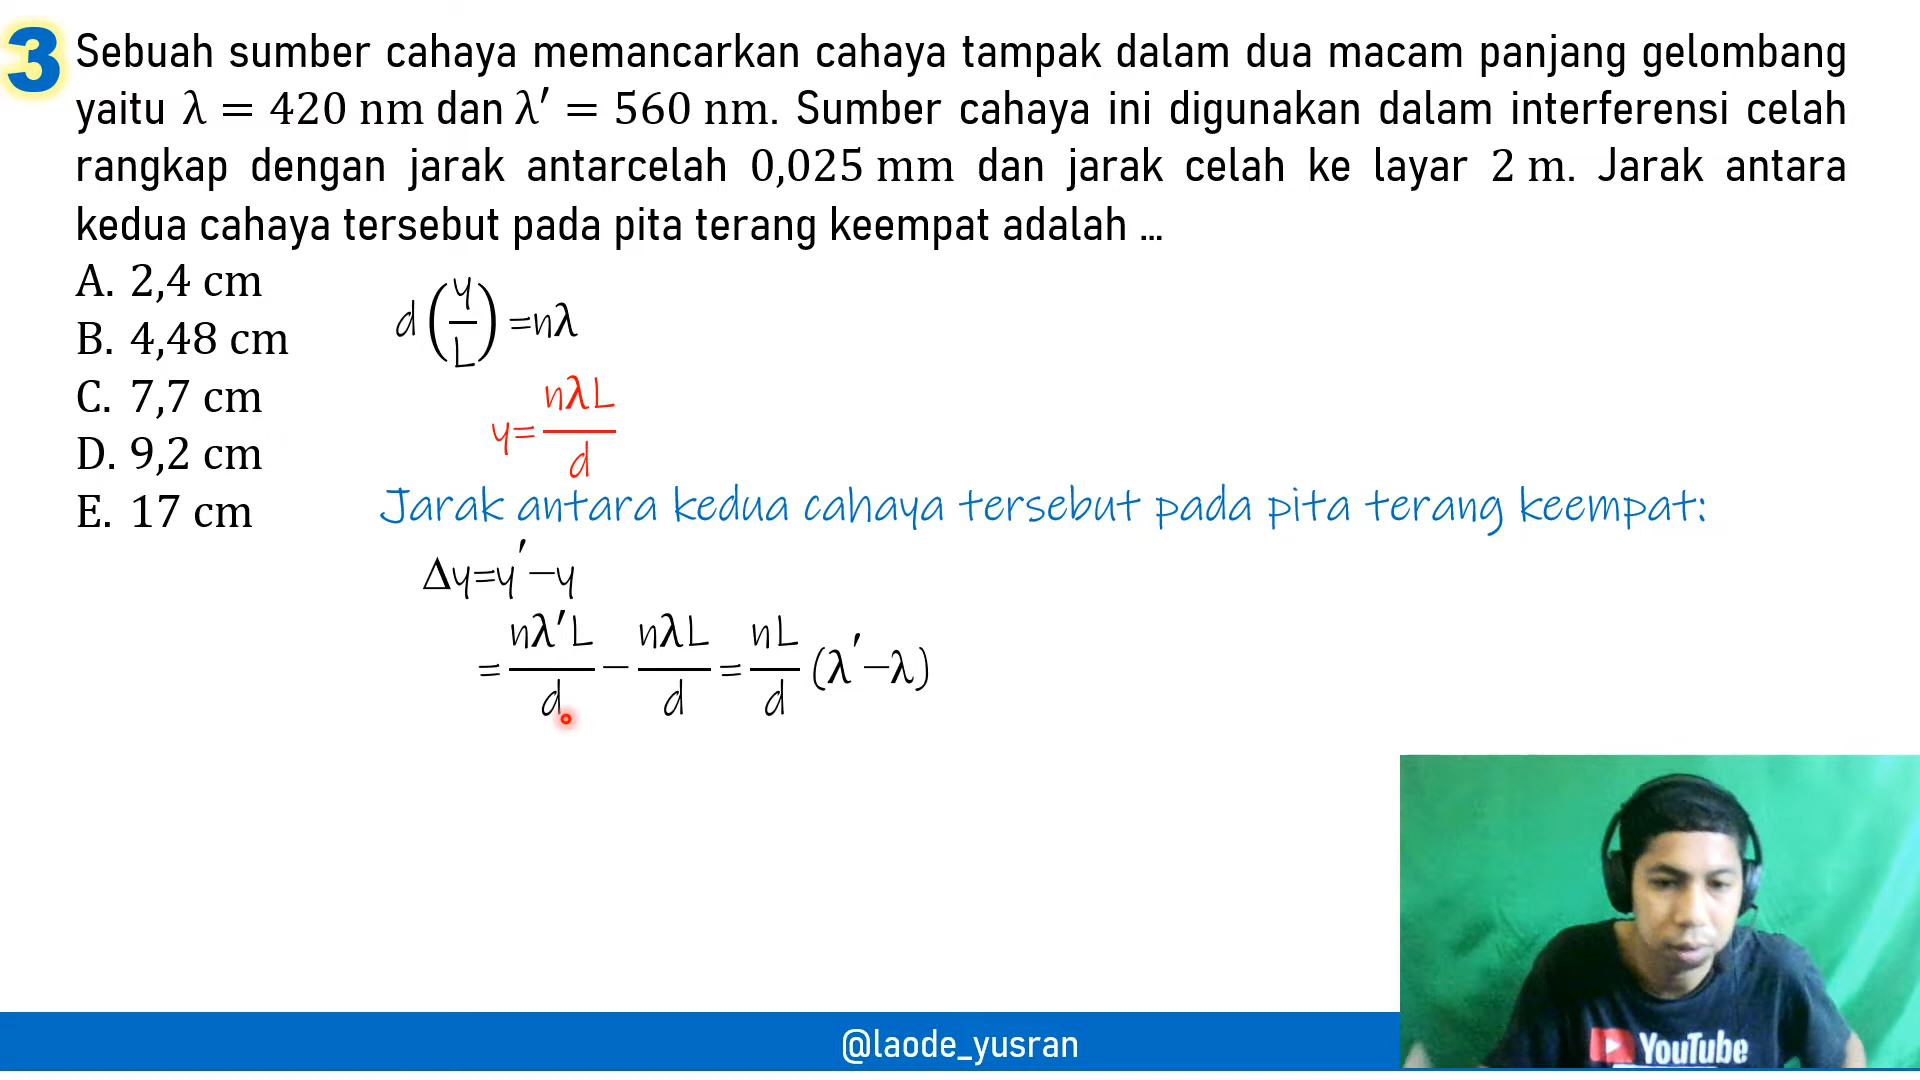 3 Sebuah sumber cahaya memancarkan cahaya tampak dalam dua macam panjang gelombang
yaitu λ = 420 nm dan λ′ = 560 nm. Sumber cahaya ini digunakan dalam interferensi celah
rangkap dengan jarak antarcelah 0,025 mm dan jarak celah ke layar 2 m. Jarak antara
kedua cahaya tersebut pada pita terang keempat adalah ...
A. 2,4 cm
B. 4,48 cm
C. 7,7 cm
D. 9,2 cm
E. 17 cm
d(y/L)=nλ
y=nλL/d
Jarak antara kedua cahaya tersebut pada pita terang keempat:
Δy=y′−y
=nλ′L/d−nλL/d=nL/d(λ′−λ)
@laode_yusran
YouTube